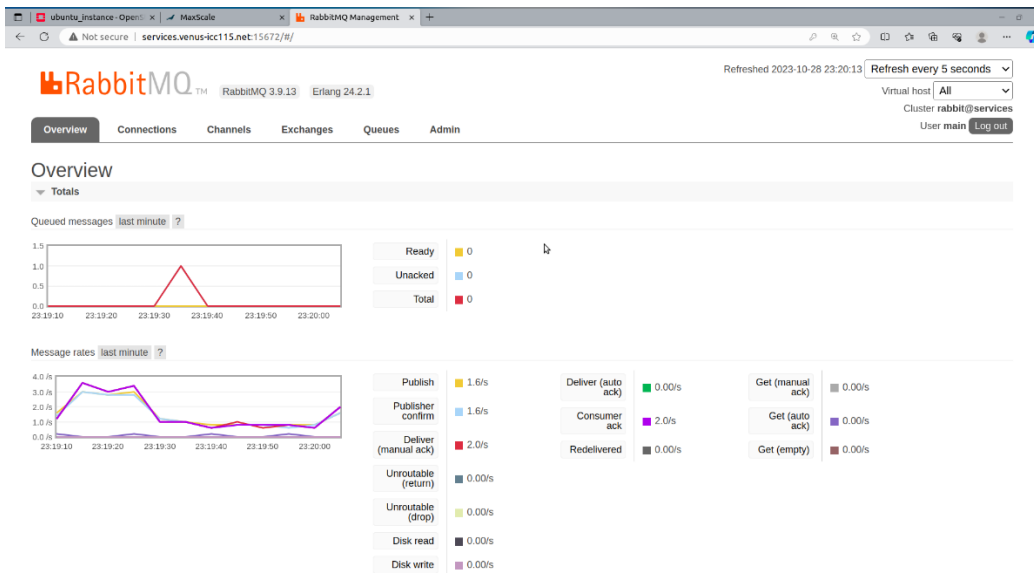 ubuntu_instance - OpenS
MaxScale
RabbitMQ Management
Not secure
services.venus-icc115.net:15672/#/
RabbitMQ TM
RabbitMQ 3.9.13
Erlang 24.2.1
Refreshed 2023-10-28 23:20:13
Refresh every 5 seconds
Virtual host
All
Cluster rabbit@services
User main
Log out
Overview
Connections
Channels
Exchanges
Queues
Admin
Overview
Totals
Queued messages last minute ?
1.5
1.0
0.5
0.0
23:19:10 23:19:20 23:19:30 23:19:40 23:19:50 23:20:00
Ready 0
Unacked 0
Total 0
Message rates last minute ?
4.0 /s
3.0 /s
2.0 /s
1.0 /s
0.0 /s
23:19:10 23:19:20 23:19:30 23:19:40 23:19:50 23:20:00
Publish 1.6/s
Publisher
confirm 1.6/s
Deliver
(manual ack) 2.0/s
Unroutable
(return) 0.00/s
Unroutable
(drop) 0.00/s
Disk read 0.00/s
Disk write 0.00/s
Deliver (auto
ack) 0.00/s
Consumer
ack 2.0/s
Redelivered 0.00/s
Get (manual
ack) 0.00/s
Get (auto
ack) 0.00/s
Get (empty) 0.00/s